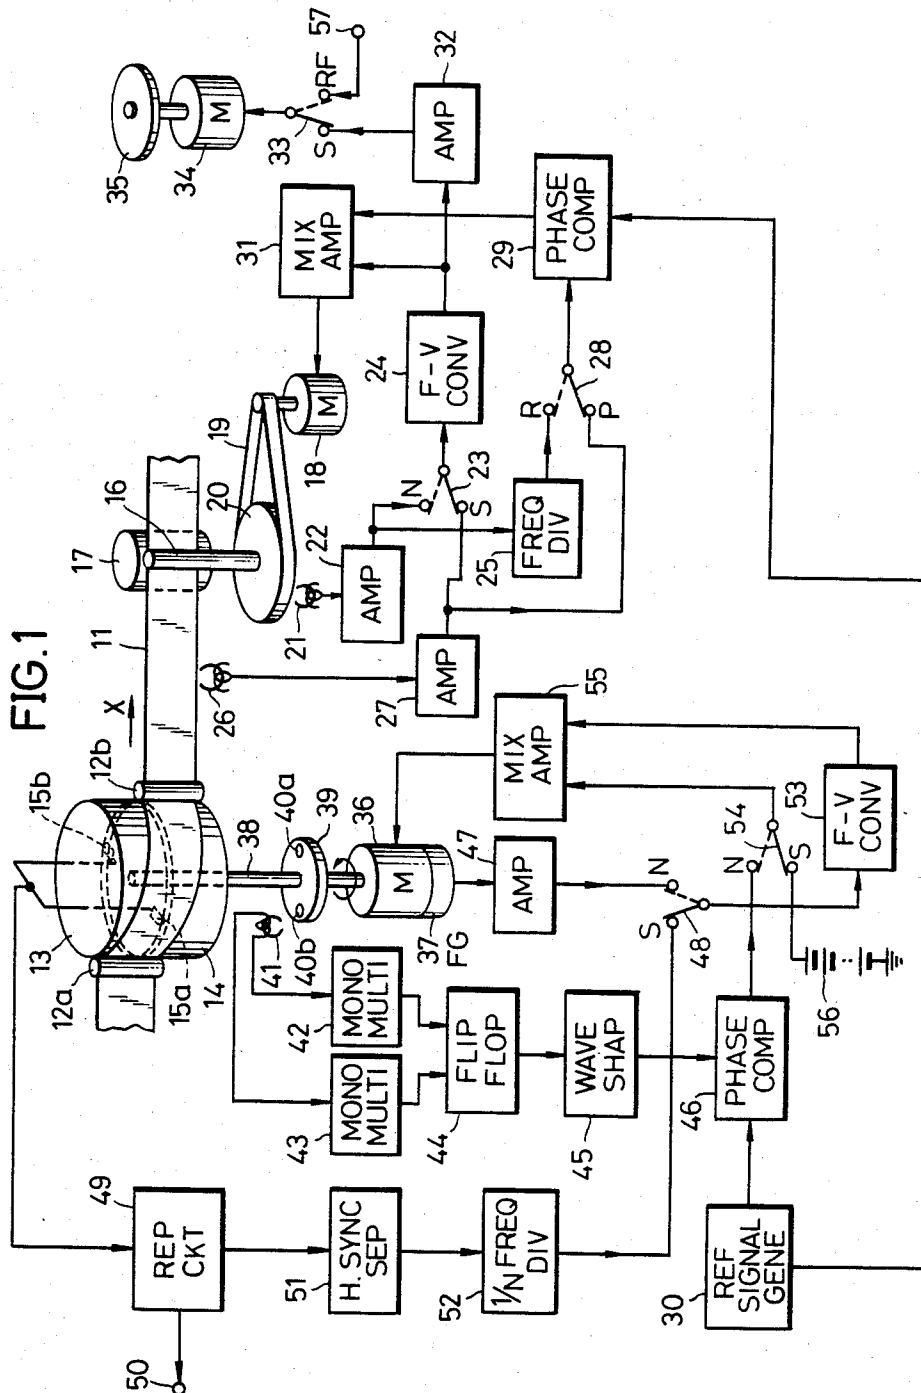 FIG.1
50
49
REP
CKT
51
H. SYNC
SEP
52
1/N FREQ
DIV
30
REF
SIGNAL
GENE
13
12a
15a
14
15b
12b
X
11
17
16
43
MONO
MULTI
42
MONO
MULTI
44
FLIP
FLOP
45
WAVE
SHAP
46
PHASE
COMP
41
40b
40a
38
39
36
M
37
FG
47
AMP
S
N
48
N
S
54
56
53
F-V
CONV
55
MIX
AMP
26
27
AMP
21
22
AMP
20
19
18
M
N
S
23
24
F-V
CONV
25
FREQ
DIV
R
P
28
29
PHASE
COMP
31
MIX
AMP
32
AMP
33
S
RF
57
34
M
35